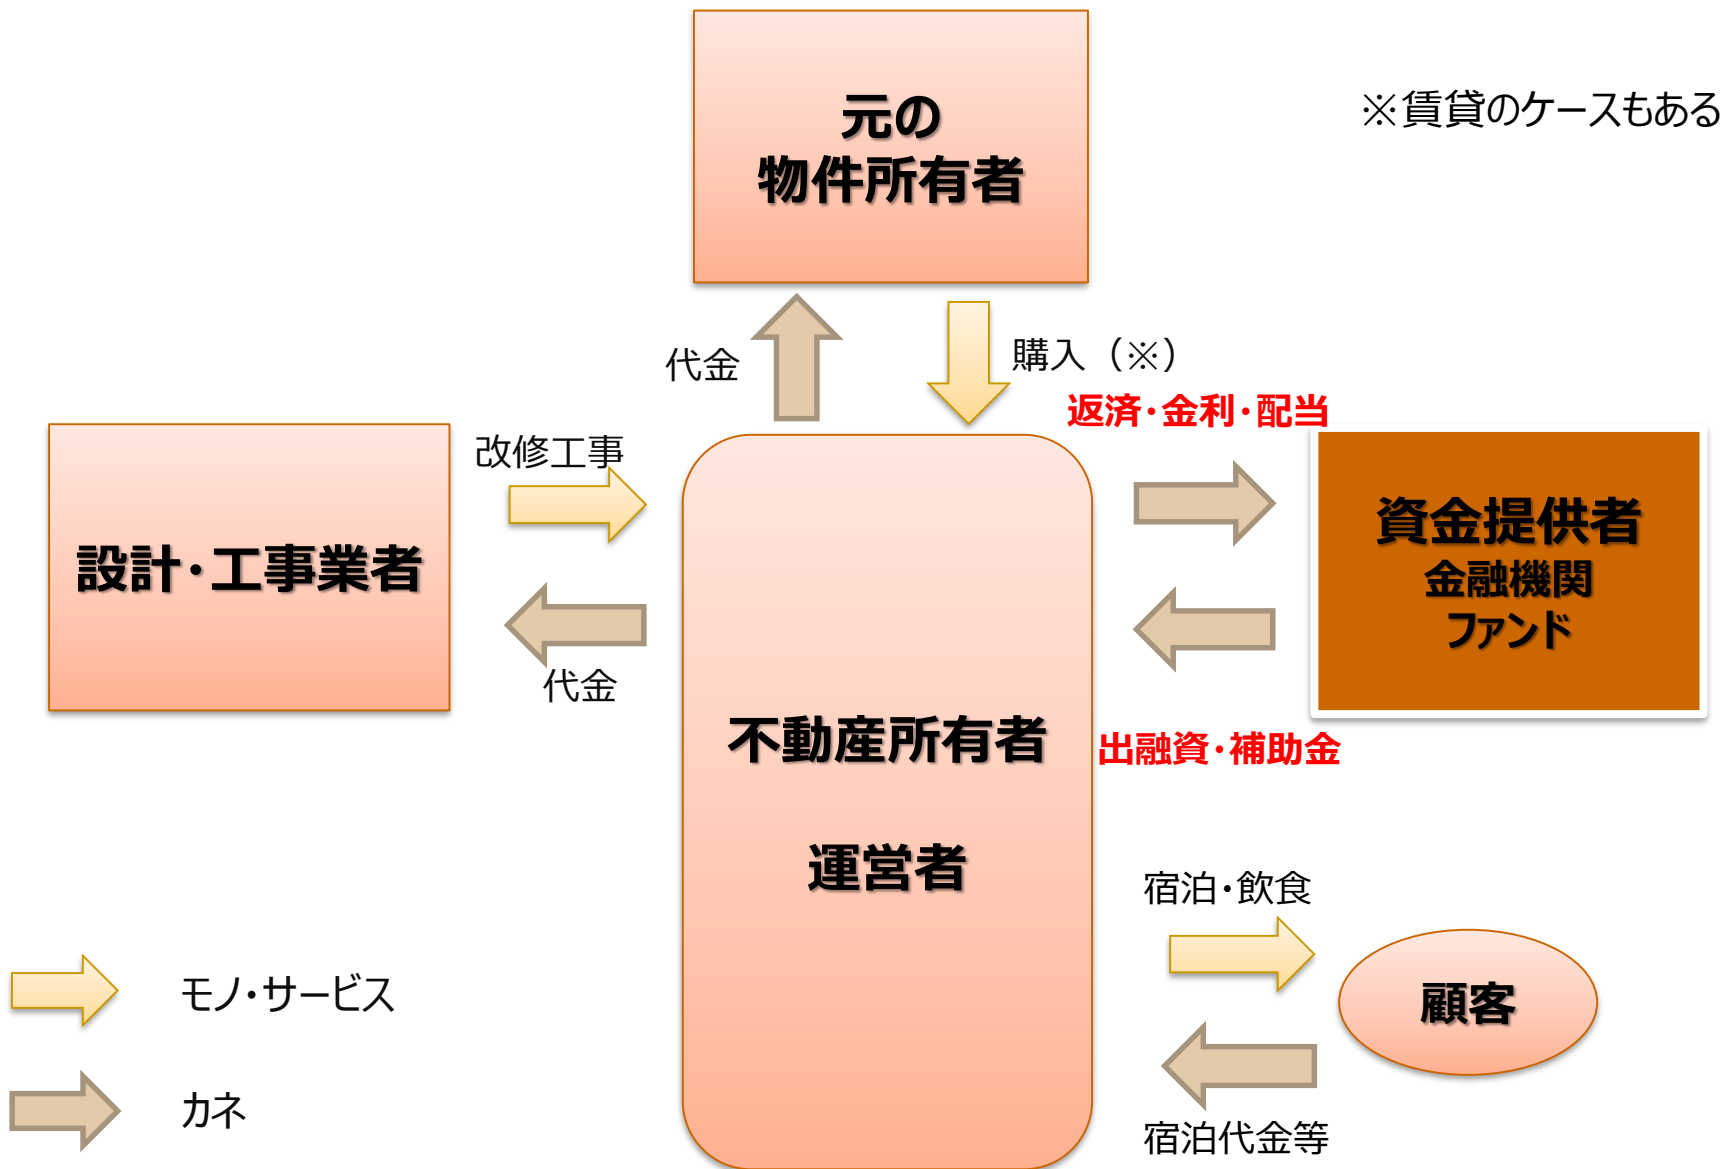 元の
物件所有者
※賃貸のケースもある
代金
購入（※）
返済・金利・配当
改修工事
設計・工事業者
資金提供者
金融機関
ファンド
代金
不動産所有者
出融資・補助金
運営者
宿泊・飲食
モノ・サービス
顧客
カネ
宿泊代金等